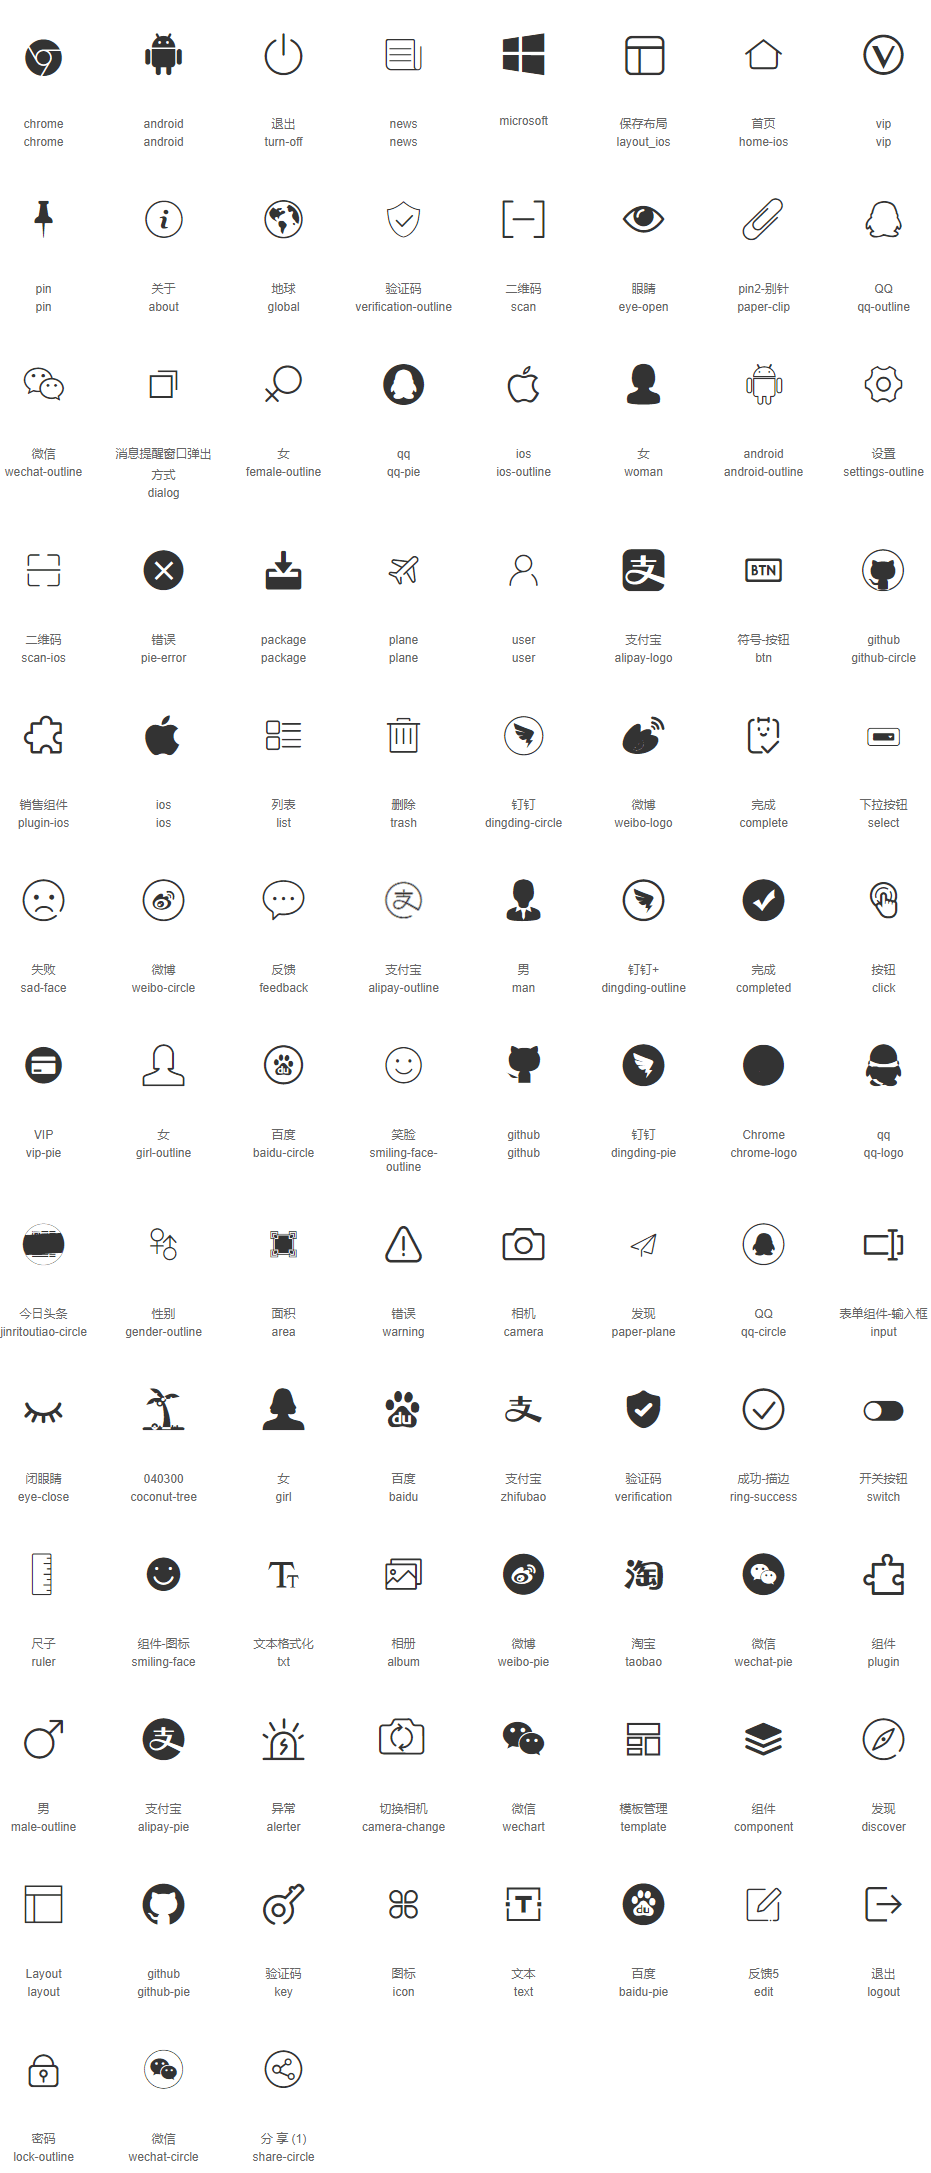 chrome
chrome
android
android
退出
turn-off
news
news
microsoft
保存布局
layout_ios
首页
home-ios
vip
vip
pin
pin
关于
about
地球
global
验证码
verification-outline
二维码
scan
眼睛
eye-open
pin2-别针
paper-clip
QQ
qq-outline
微信
wechat-outline
消息提醒窗口弹出
方式
dialog
女
female-outline
qq
qq-pie
ios
ios-outline
女
woman
android
android-outline
设置
settings-outline
二维码
scan-ios
错误
pie-error
package
package
plane
plane
user
user
支
支付宝
alipay-logo
BTN
符号-按钮
btn
github
github-circle
销售组件
plugin-ios
ios
ios
列表
list
删除
trash
钉钉
dingding-circle
微博
weibo-logo
完成
complete
下拉按钮
select
失败
sad-face
微博
weibo-circle
反馈
feedback
支
支付宝
alipay-outline
男
man
钉钉+
dingding-outline
完成
completed
按钮
click
VIP
vip-pie
女
girl-outline
du
百度
baidu-circle
笑脸
smiling-face-
outline
github
github
钉钉
dingding-pie
Chrome
chrome-logo
qq
qq-logo
今日头条
jinritoutiao-circle
性别
gender-outline
面积
area
错误
warning
相机
camera
发现
paper-plane
QQ
qq-circle
表单组件-输入框
input
闭眼睛
eye-close
040300
coconut-tree
女
girl
du
百度
baidu
支
支付宝
zhifubao
验证码
verification
成功-描边
ring-success
开关按钮
switch
尺子
ruler
组件-图标
smiling-face
TT
文本格式化
txt
相册
album
微博
weibo-pie
淘
淘宝
taobao
微信
wechat-pie
组件
plugin
男
male-outline
支
支付宝
alipay-pie
异常
alerter
切换相机
camera-change
微信
wechart
模板管理
template
组件
component
发现
discover
Layout
layout
github
github-pie
验证码
key
图标
icon
T
文本
text
du
百度
baidu-pie
反馈5
edit
退出
logout
密码
lock-outline
微信
wechat-circle
分 享 (1)
share-circle